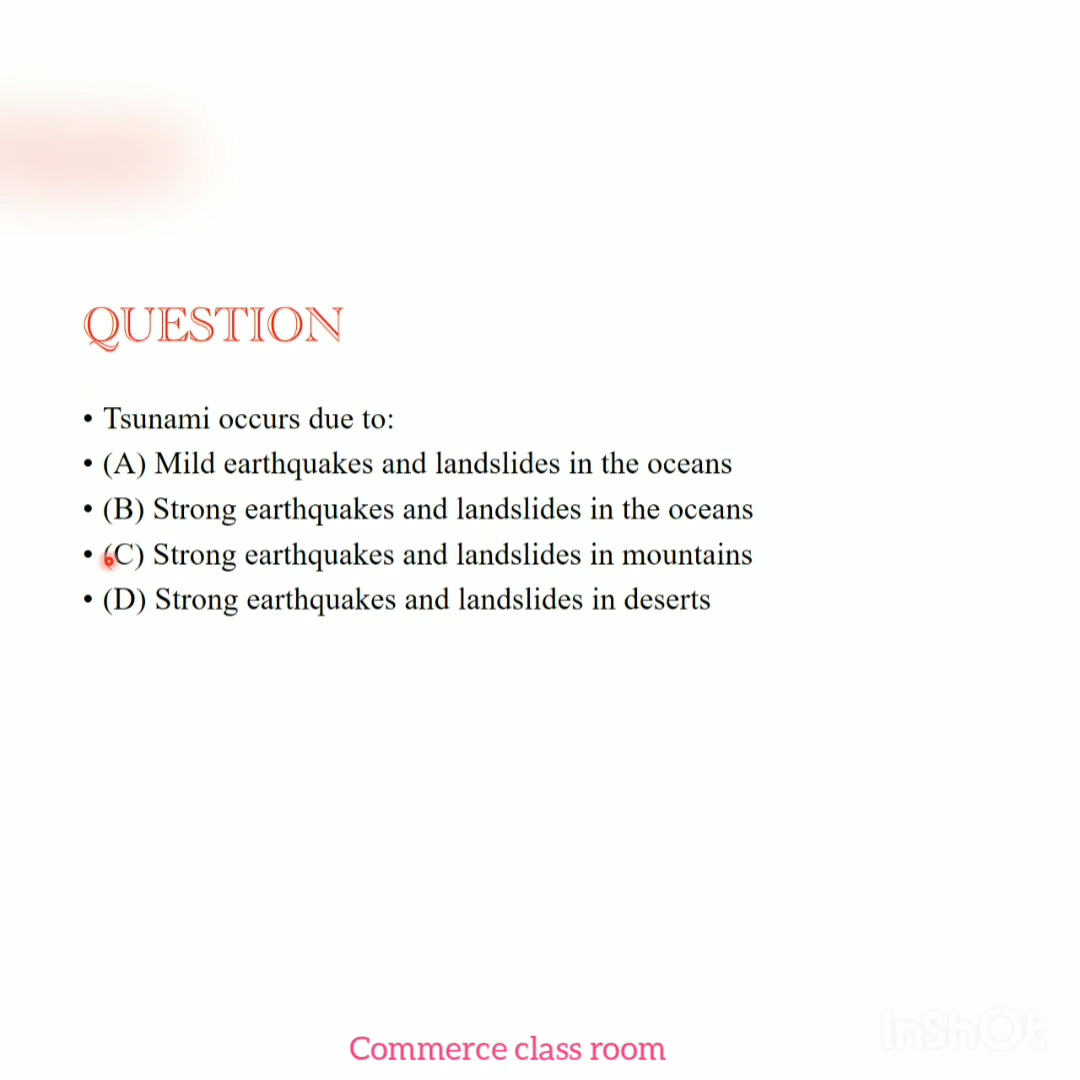 QUESTION
• Tsunami occurs due to:
• (A) Mild earthquakes and landslides in the oceans
• (B) Strong earthquakes and landslides in the oceans
• (C) Strong earthquakes and landslides in mountains
• (D) Strong earthquakes and landslides in deserts
InShOt
Commerce class room